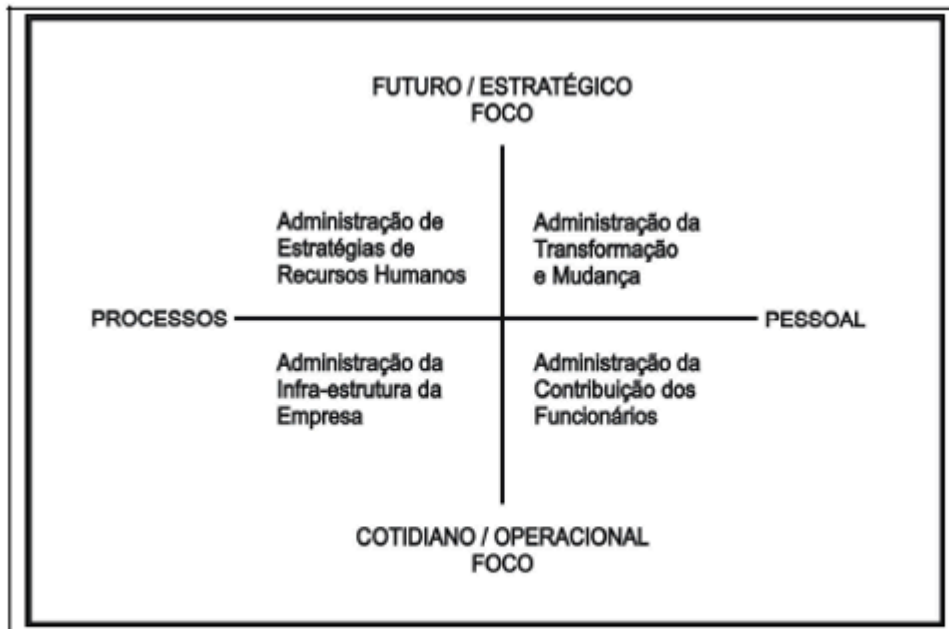 FUTURO / ESTRATÉGICO
FOCO
Administração de
Estratégias de
Recursos Humanos
Administração da
Transformação
e Mudança
PROCESSOS
PESSOAL
Administração da
Infra-estrutura da
Empresa
Administração da
Contribuição dos
Funcionários
COTIDIANO / OPERACIONAL
FOCO